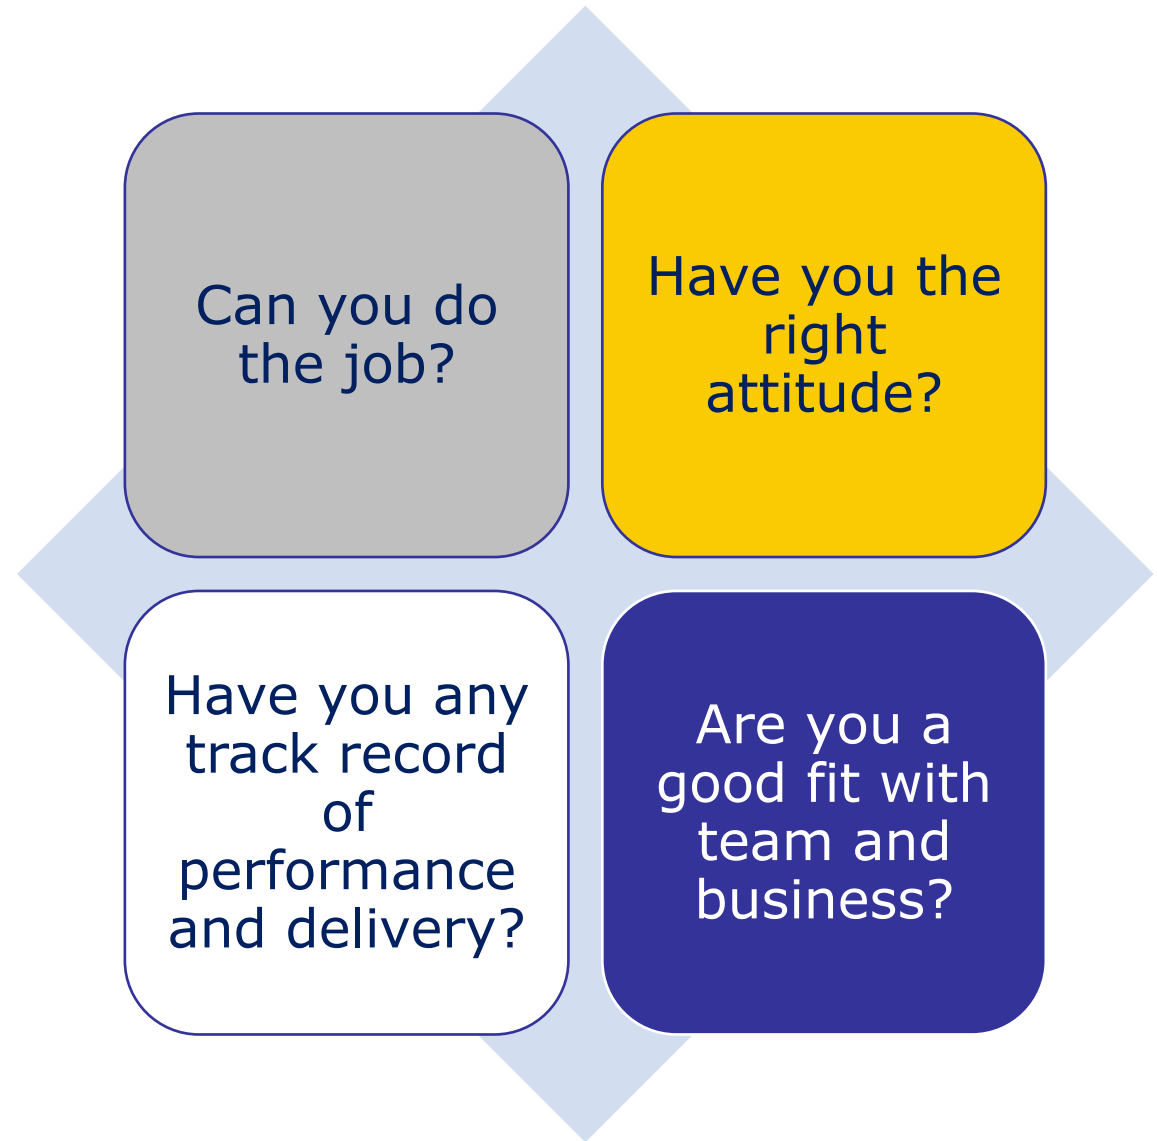 Can you do
the job?
Have you the
right
attitude?
Have you any
track record
of
performance
and delivery?
Are you a
good fit with
team and
business?